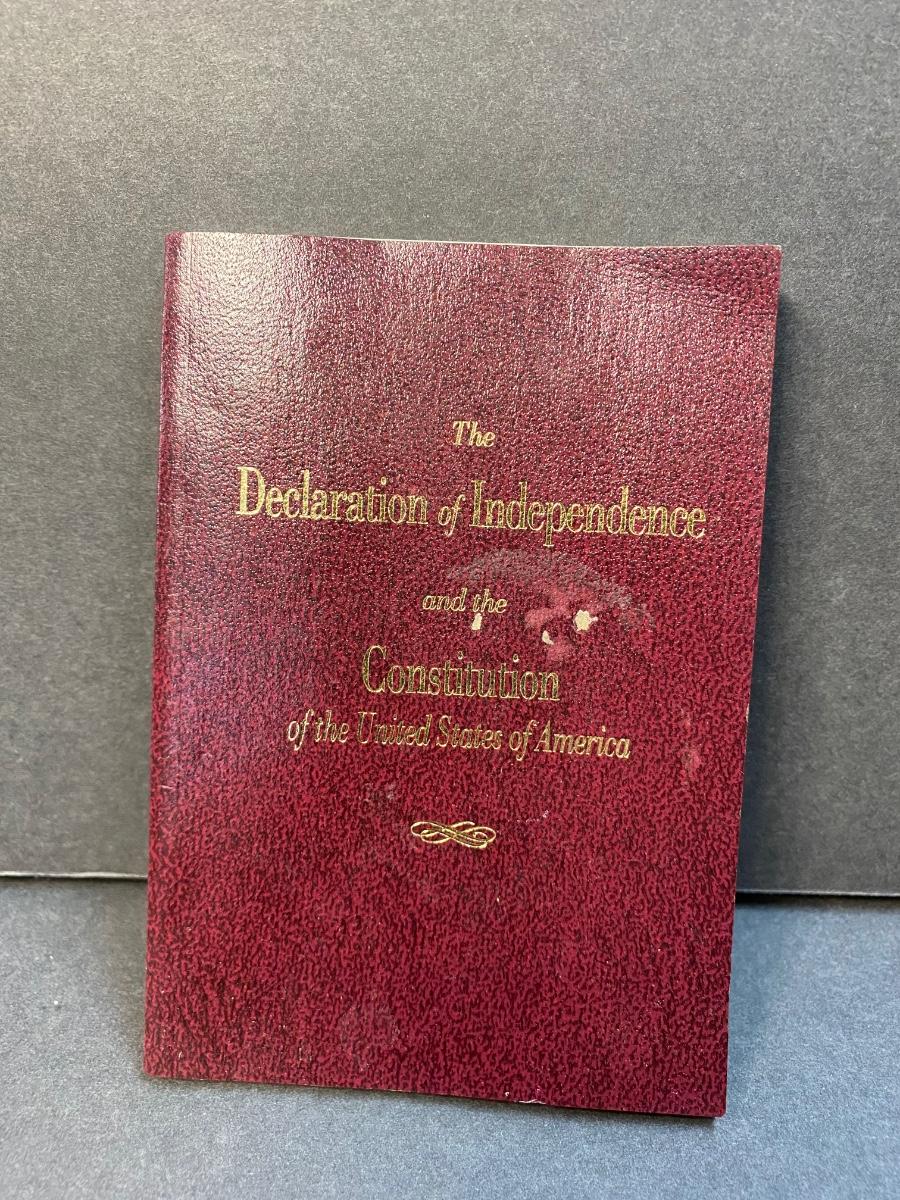 The
Declaration of Independence
and the
Constitution
of the United States of America